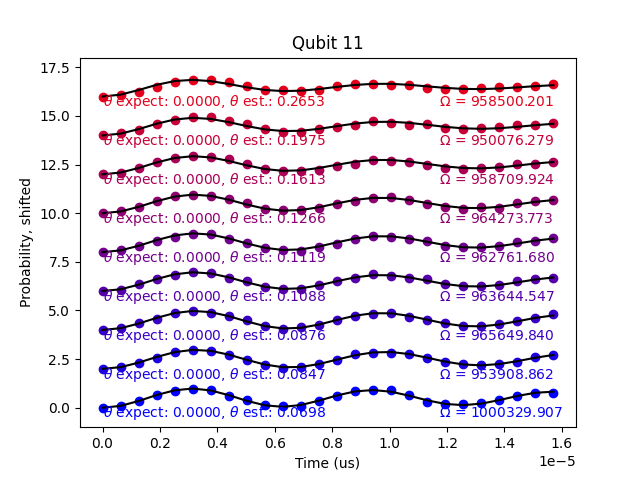 Qubit 11
Probability, shifted
17.5
15.0
12.5
10.0
7.5
5.0
2.5
0.0
θ expect: 0.0000, θ est.: 0.2653 Ω = 958500.201
θ expect: 0.0000, θ est.: 0.1975 Ω = 950076.279
θ expect: 0.0000, θ est.: 0.1613 Ω = 958709.924
θ expect: 0.0000, θ est.: 0.1266 Ω = 964273.773
θ expect: 0.0000, θ est.: 0.1119 Ω = 962761.680
θ expect: 0.0000, θ est.: 0.1088 Ω = 963644.547
θ expect: 0.0000, θ est.: 0.0876 Ω = 965649.840
θ expect: 0.0000, θ est.: 0.0847 Ω = 953908.862
θ expect: 0.0000, θ est.: 0.0698 Ω = 1000329.907
0.0 0.2 0.4 0.6 0.8 1.0 1.2 1.4 1.6
1e−5
Time (us)